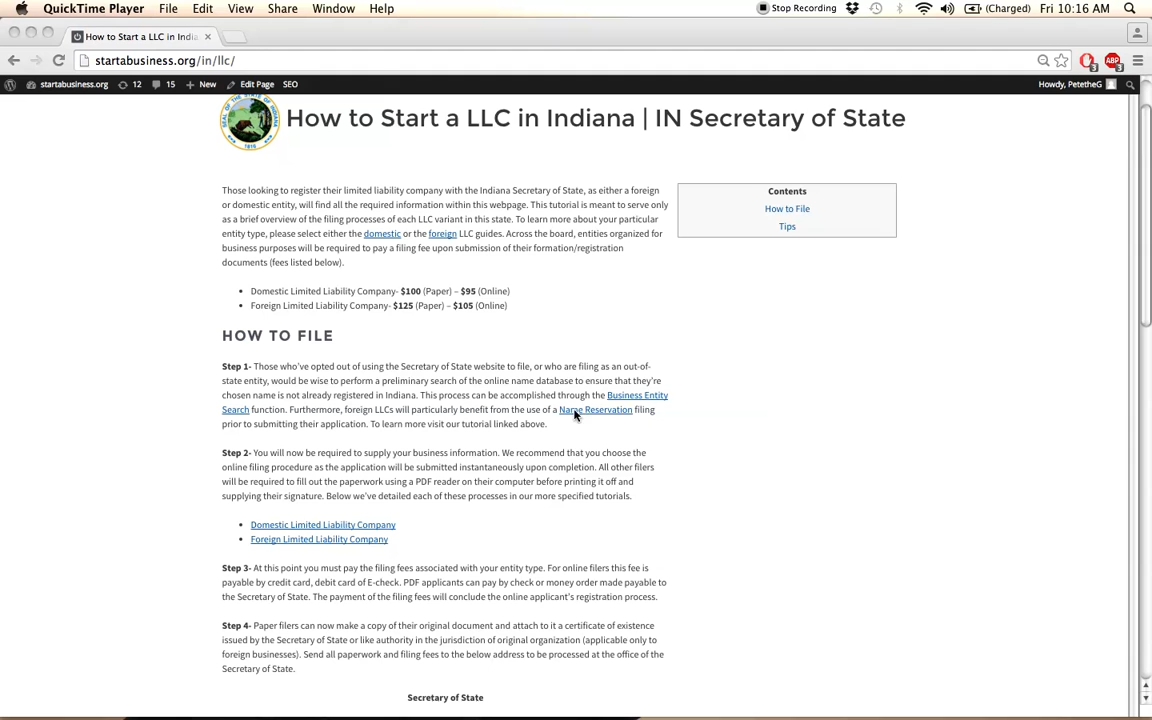 QuickTime Player File Edit View Share Window Help Stop Recording (Charged) Fri 10:16 AM
How to Start a LLC in India
startabusiness.org/in/llc/
startabusiness.org 12 15 + New Edit Page SEO Howdy, PetetheG
How to Start a LLC in Indiana | IN Secretary of State
Those looking to register their limited liability company with the Indiana Secretary of State, as either a foreign
or domestic entity, will find all the required information within this webpage. This tutorial is meant to serve only
as a brief overview of the filing processes of each LLC variant in this state. To learn more about your particular
entity type, please select either the domestic or the foreign LLC guides. Across the board, entities organized for
business purposes will be required to pay a filing fee upon submission of their formation/registration
documents (fees listed below).
Contents
How to File
Tips
• Domestic Limited Liability Company- $100 (Paper) – $95 (Online)
• Foreign Limited Liability Company- $125 (Paper) – $105 (Online)
HOW TO FILE
Step 1- Those who've opted out of using the Secretary of State website to file, or who are filing as an out-of-
state entity, would be wise to perform a preliminary search of the online name database to ensure that they're
chosen name is not already registered in Indiana. This process can be accomplished through the Business Entity
Search function. Furthermore, foreign LLCs will particularly benefit from the use of a Name Reservation filing
prior to submitting their application. To learn more visit our tutorial linked above.
Step 2- You will now be required to supply your business information. We recommend that you choose the
online filing procedure as the application will be submitted instantaneously upon completion. All other filers
will be required to fill out the paperwork using a PDF reader on their computer before printing it off and
supplying their signature. Below we've detailed each of these processes in our more specified tutorials.
• Domestic Limited Liability Company
• Foreign Limited Liability Company
Step 3- At this point you must pay the filing fees associated with your entity type. For online filers this fee is
payable by credit card, debit card of E-check. PDF applicants can pay by check or money order made payable to
the Secretary of State. The payment of the filing fees will conclude the online applicant's registration process.
Step 4- Paper filers can now make a copy of their original document and attach to it a certificate of existence
issued by the Secretary of State or like authority in the jurisdiction of original organization (applicable only to
foreign businesses). Send all paperwork and filing fees to the below address to be processed at the office of the
Secretary of State.
Secretary of State